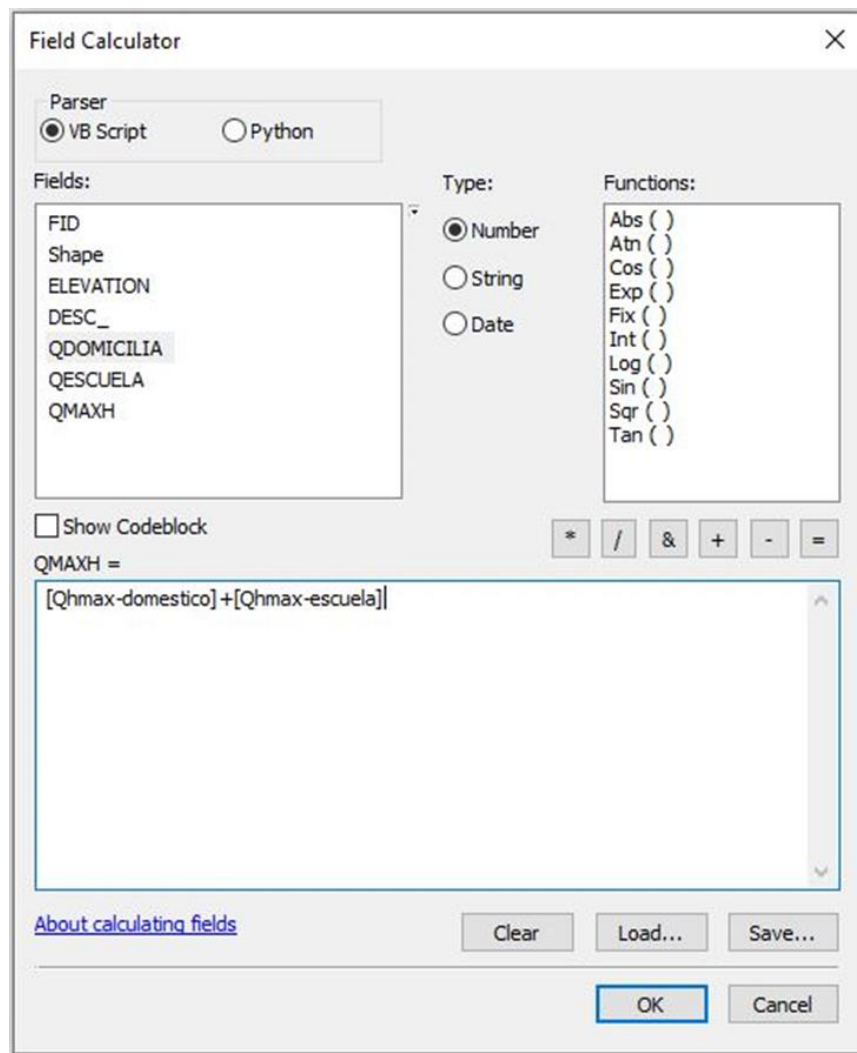 Field Calculator
Parser
VB Script Python
Fields: Type: Functions:
FID
Shape
ELEVATION
DESC_
QDOMICILIA
QESCUELA
QMAXH
Number
String
Date
Abs ( )
Atn ( )
Cos ( )
Exp ( )
Fix ( )
Int ( )
Log ( )
Sin ( )
Sqr ( )
Tan ( )
Show Codeblock
* / & + - =
QMAXH =
[Qhmax-domestico] +[Qhmax-escuela]
About calculating fields
Clear Load... Save...
OK Cancel